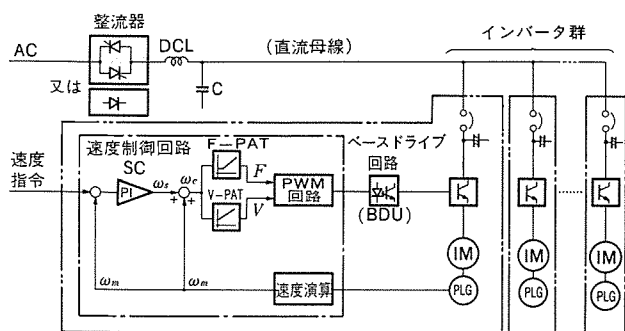 整流器
インバータ群
AC
DCL
(直流母線)
又は
C
速度制御回路
F-PAT
ベースドライブ
回路
速度
指令
SC
PI
ωs
ωc
F
V-PAT
V
PWM
回路
(BDU)
IM
IM
IM
ωm
ωm
速度演算
PLG
PLG
PLG